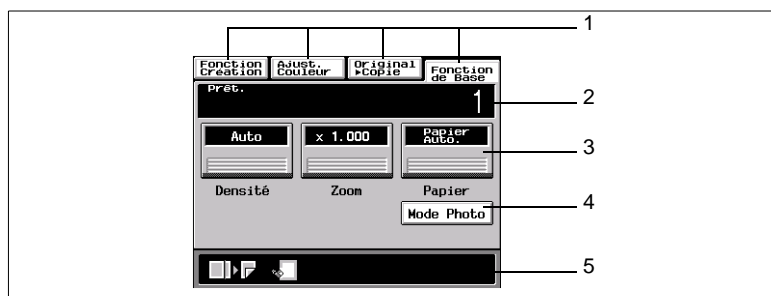 1
Fonction Création
Ajust. Couleur
Original ▸Copie
Fonction de Base
Prêt.
1
2
Auto
x 1.000
Papier Auto.
3
Densité
Zoom
Papier
4
Mode Photo
5